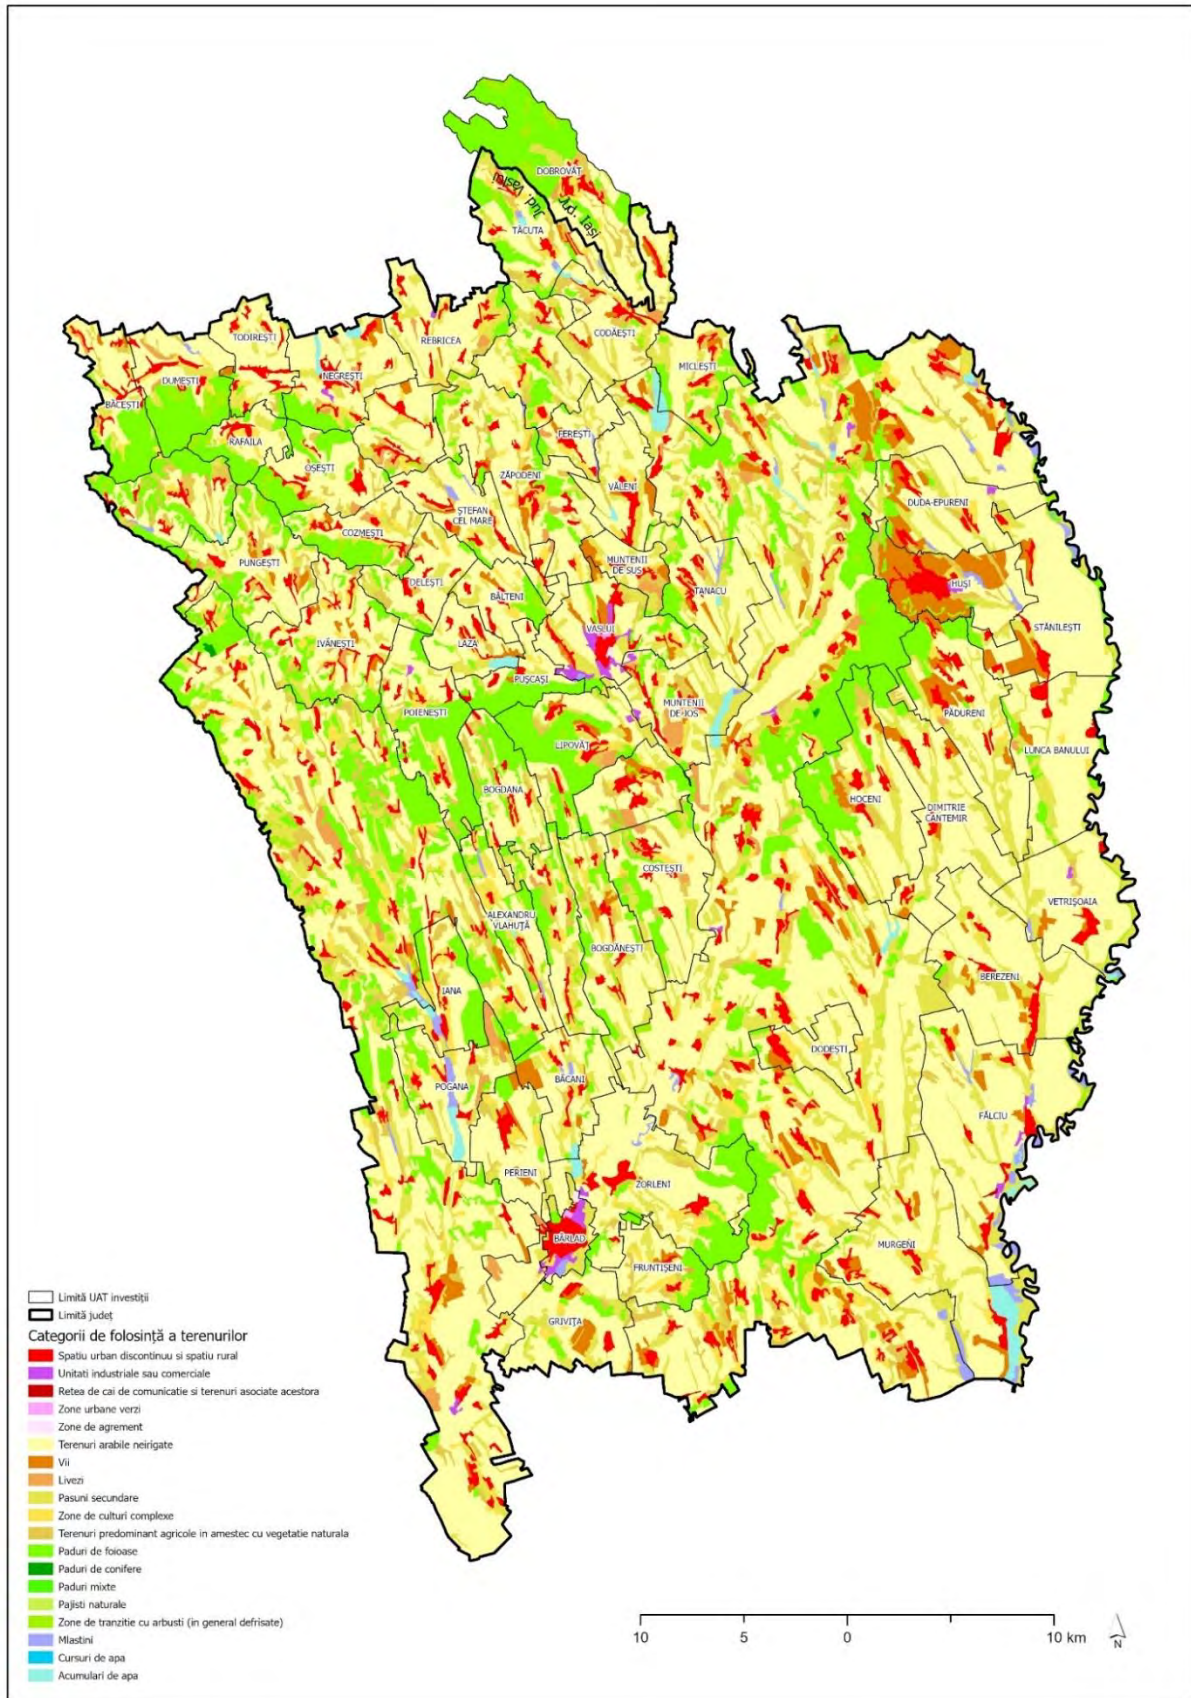 DOBROVĂȚ
Jud. Vaslui
Jud. Iași
TĂCUTA
TODIREȘTI
REBRICEA
CODĂEȘTI
MICLEȘTI
DUMEȘTI
NEGREȘTI
BĂCEȘTI
RAFAILA
FEREȘTI
OȘEȘTI
ZĂPODENI
VĂLENI
DUDA-EPURENI
ȘTEFAN
CEL MARE
COZMEȘTI
PUNGEȘTI
MUNTENII
DE SUS
DELEȘTI
BĂLTENI
TANACU
HUȘI
VASLUI
STĂNILEȘTI
IVĂNEȘTI
LAZA
PUȘCAȘI
POIENEȘTI
MUNTENII
DE JOS
PĂDURENI
LIPOVĂȚ
LUNCA BANULUI
BOGDANA
HOCENI
DIMITRIE
CANTEMIR
COSTEȘTI
VETRIȘOAIA
ALEXANDRU
VLAHUȚĂ
BOGDĂNEȘTI
BEREZENI
IANA
DODEȘTI
BĂCANI
POGANA
FĂLCIU
PERIENI
ZORLENI
BÂRLAD
MURGENI
FRUNTIȘENI
GRIVIȚA
Limită UAT investiții
Limită județ
Categorii de folosință a terenurilor
Spatiu urban discontinuu si spatiu rural
Unitati industriale sau comerciale
Retea de cai de comunicatie si terenuri asociate acestora
Zone urbane verzi
Zone de agrement
Terenuri arabile neirigate
Vii
Livezi
Pasuni secundare
Zone de culturi complexe
Terenuri predominant agricole in amestec cu vegetatie naturala
Paduri de foioase
Paduri de conifere
Paduri mixte
Pajisti naturale
Zone de tranzitie cu arbusti (in general defrisate)
Mlastini
Cursuri de apa
Acumulari de apa
10 5 0 10 km
N